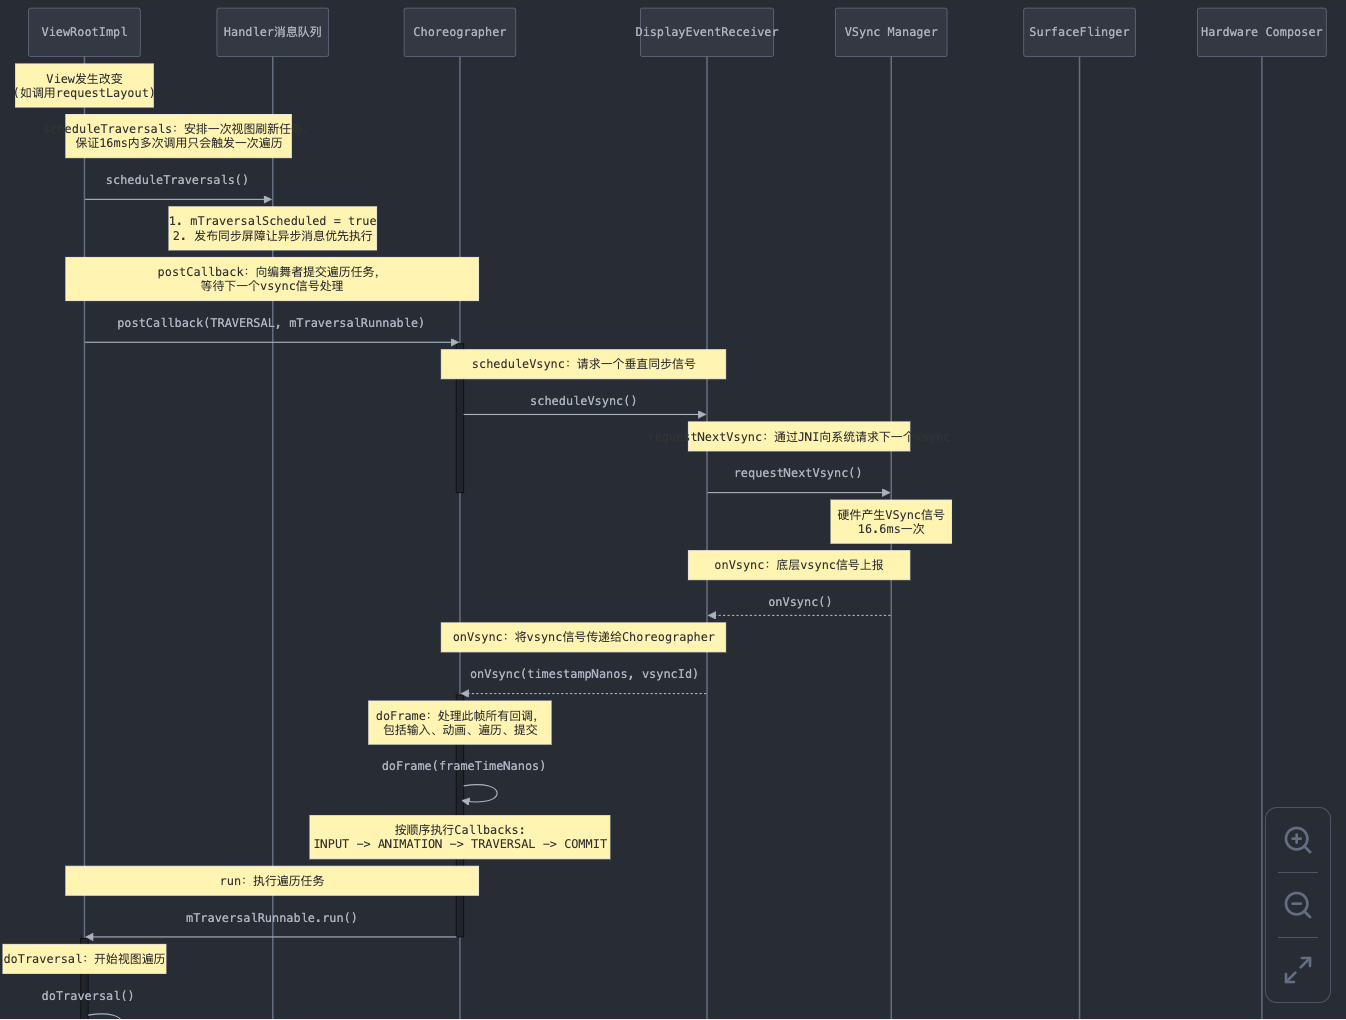 ViewRootImpl
Handler消息队列
Choreographer
DisplayEventReceiver
VSync Manager
SurfaceFlinger
Hardware Composer
View发生改变
(如调用requestLayout)
scheduleTraversals: 安排一次视图刷新任务
保证16ms内多次调用只会触发一次遍历
scheduleTraversals()
1. mTraversalScheduled = true
2. 发布同步屏障让异步消息优先执行
postCallback: 向编舞者提交遍历任务,
等待下一个vsync信号处理
postCallback(TRAVERSAL, mTraversalRunnable)
scheduleVsync: 请求一个垂直同步信号
scheduleVsync()
requestNextVsync: 通过JNI向系统请求下一个vsync
requestNextVsync()
硬件产生VSync信号
16.6ms一次
onVsync: 底层vsync信号上报
onVsync()
onVsync: 将vsync信号传递给Choreographer
onVsync(timestampNanos, vsyncId)
doFrame: 处理此帧所有回调,
包括输入、动画、遍历、提交
doFrame(frameTimeNanos)
按顺序执行Callbacks:
INPUT -> ANIMATION -> TRAVERSAL -> COMMIT
run: 执行遍历任务
mTraversalRunnable.run()
doTraversal: 开始视图遍历
doTraversal()